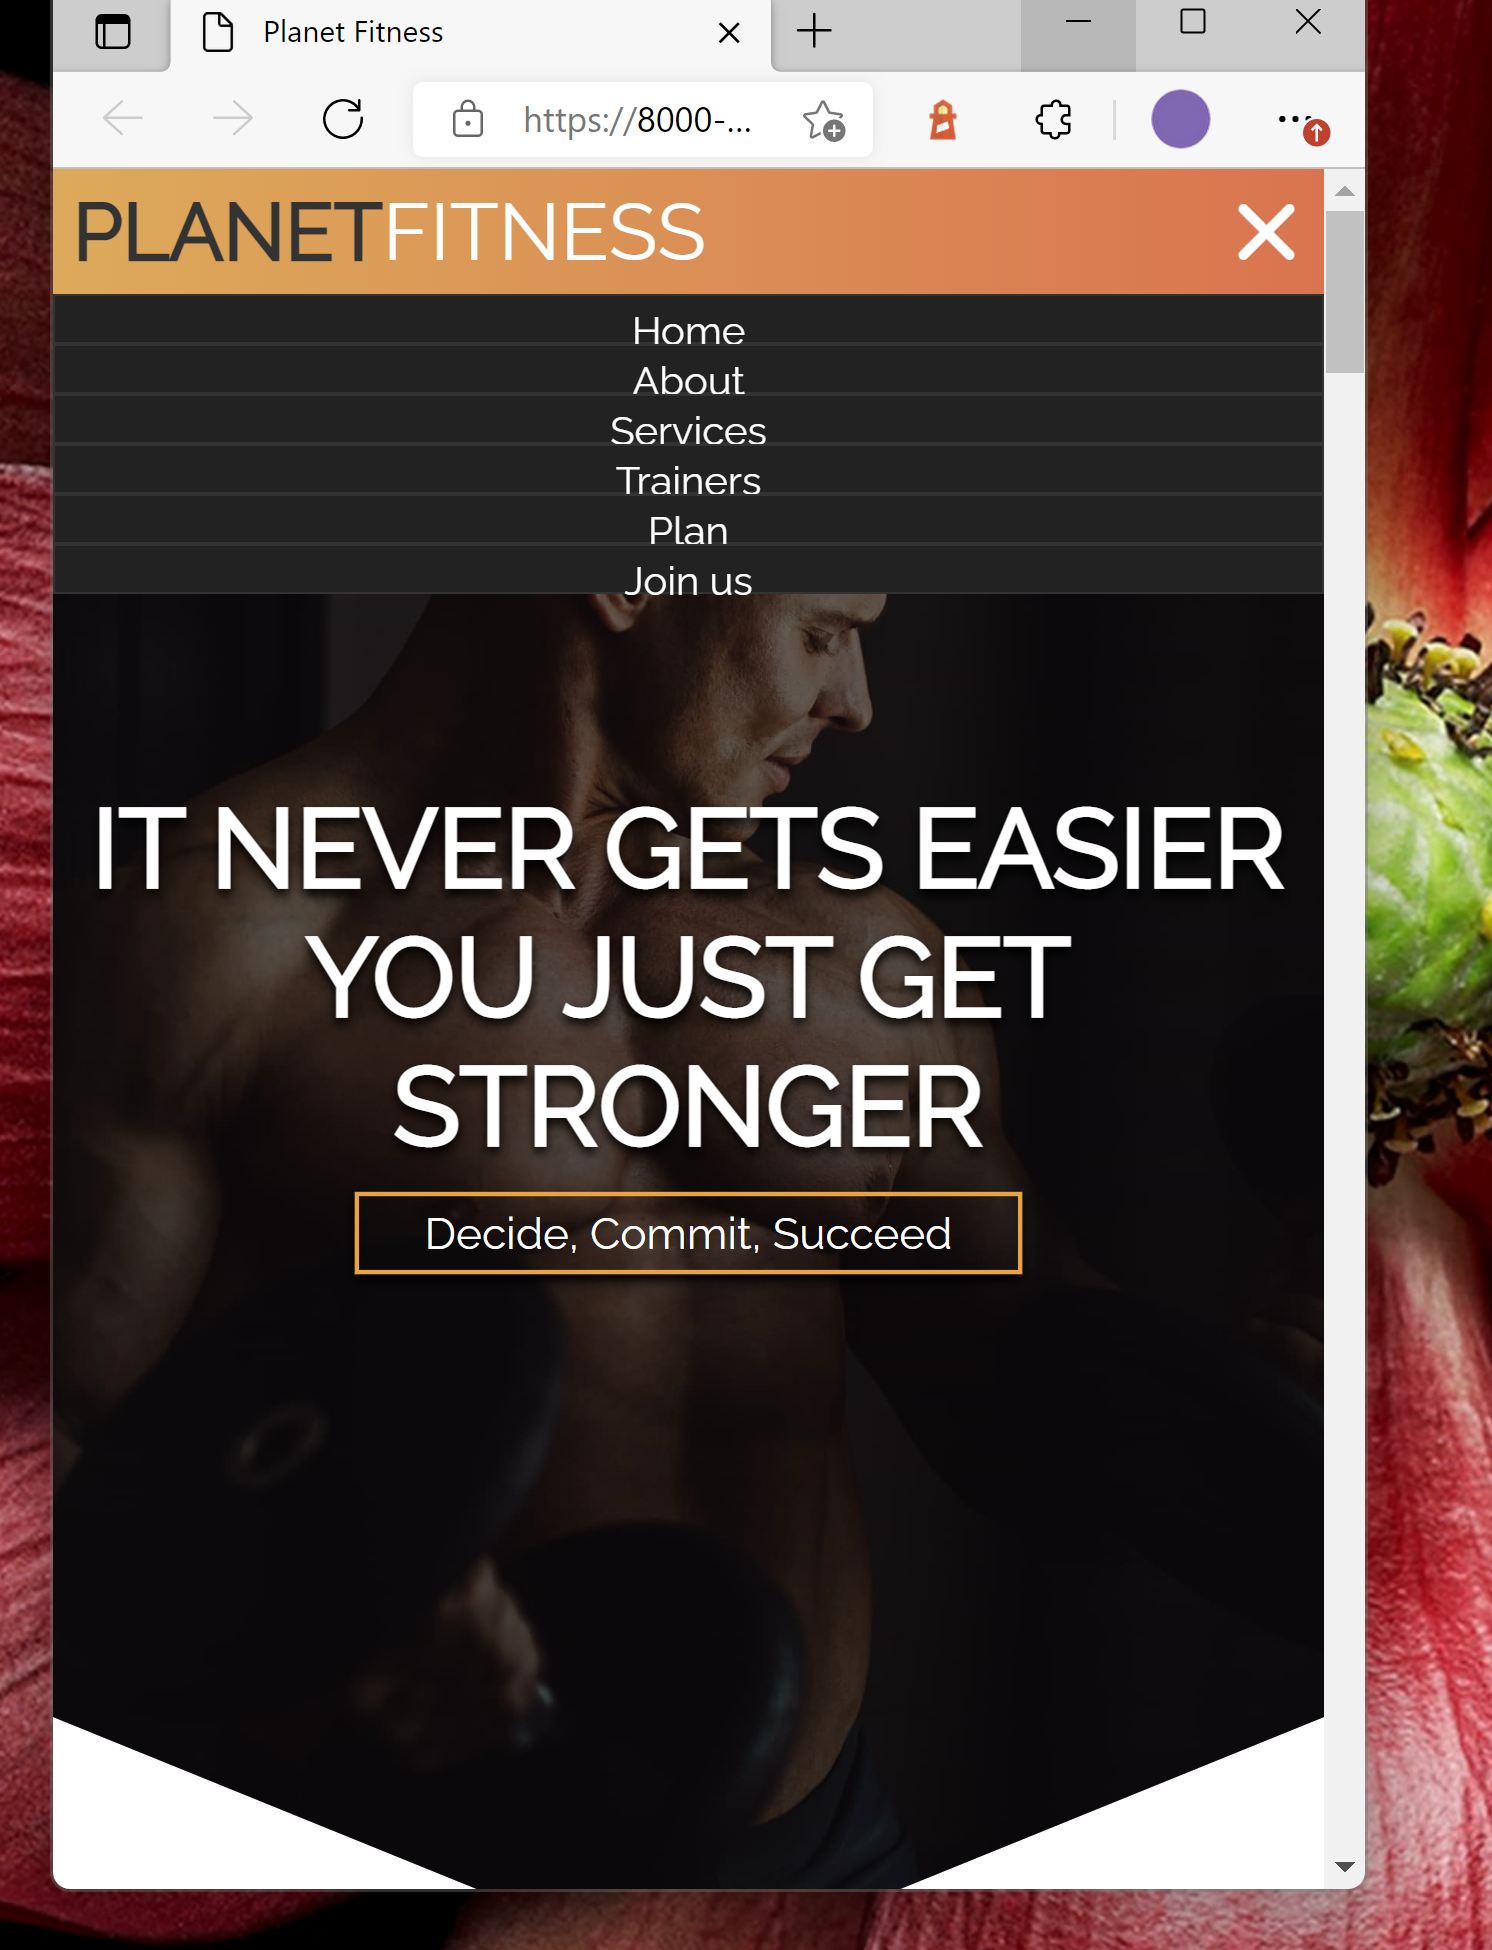 Planet Fitness
https://8000-...
PLANETFITNESS
Home
About
Services
Trainers
Plan
Join us
IT NEVER GETS EASIER
YOU JUST GET
STRONGER
Decide, Commit, Succeed